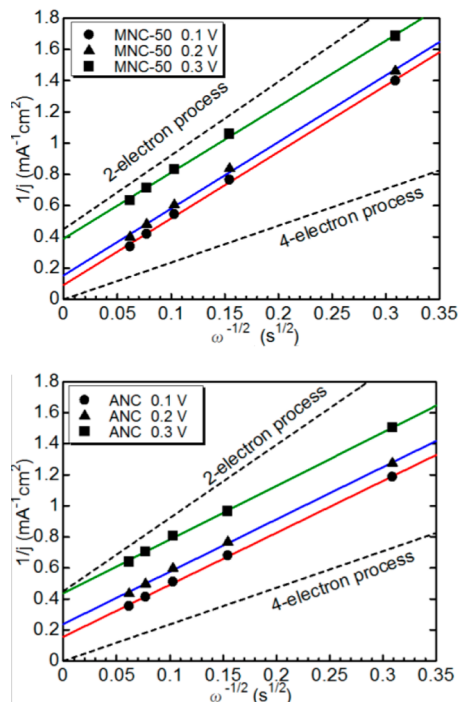 1.8
1.6
1.4
1.2
1
0.8
0.6
0.4
0.2
0
1/j (mA⁻¹cm²)
MNC-50 0.1 V
MNC-50 0.2 V
MNC-50 0.3 V
2-electron process
4-electron process
0 0.05 0.1 0.15 0.2 0.25 0.3 0.35
ω⁻¹/² (s¹/²)
1.8
1.6
1.4
1.2
1
0.8
0.6
0.4
0.2
0
1/j (mA⁻¹cm²)
ANC 0.1 V
ANC 0.2 V
ANC 0.3 V
2-electron process
4-electron process
0 0.05 0.1 0.15 0.2 0.25 0.3 0.35
ω⁻¹/² (s¹/²)